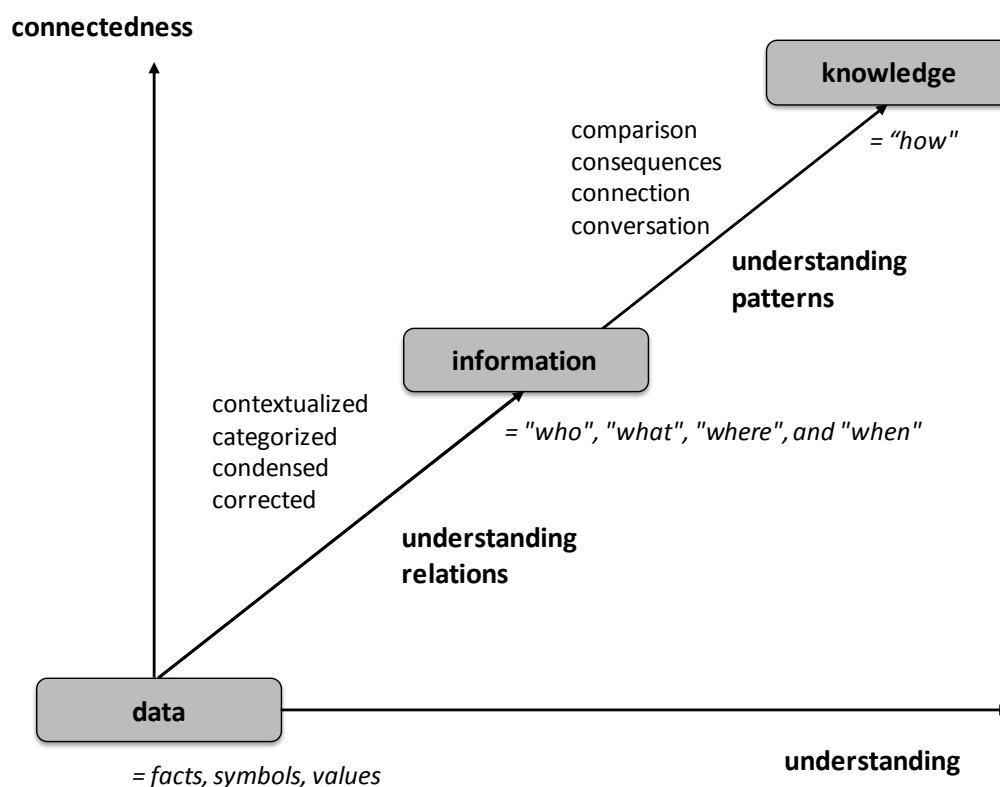 connectedness
knowledge
= “how"
comparison
consequences
connection
conversation
understanding
patterns
information
= "who", "what", "where", and "when"
contextualized
categorized
condensed
corrected
understanding
relations
data
= facts, symbols, values
understanding